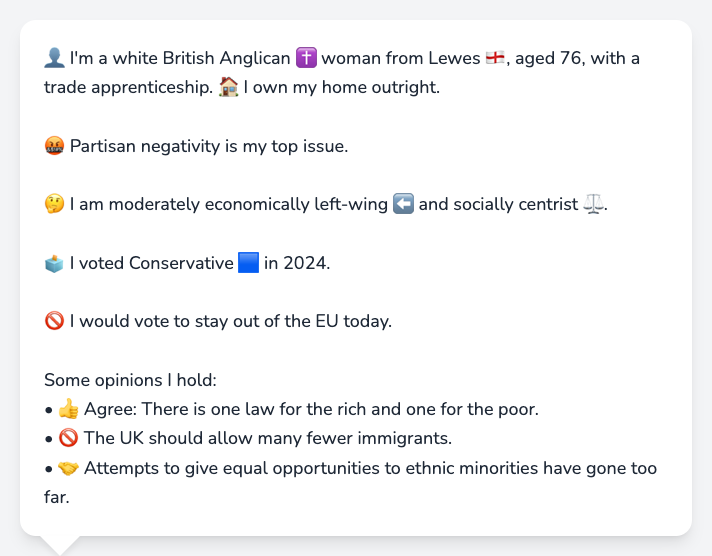 👤 I'm a white British Anglican ✝️ woman from Lewes 🏴󠁧󠁢󠁥󠁮󠁧󠁿, aged 76, with a
trade apprenticeship. 🏠 I own my home outright.
🤬 Partisan negativity is my top issue.
🤔 I am moderately economically left-wing ⬅️ and socially centrist ⚖️.
🗳️ I voted Conservative 🟦 in 2024.
🚫 I would vote to stay out of the EU today.
Some opinions I hold:
• 👍 Agree: There is one law for the rich and one for the poor.
• 🚫 The UK should allow many fewer immigrants.
• 🤝 Attempts to give equal opportunities to ethnic minorities have gone too
far.